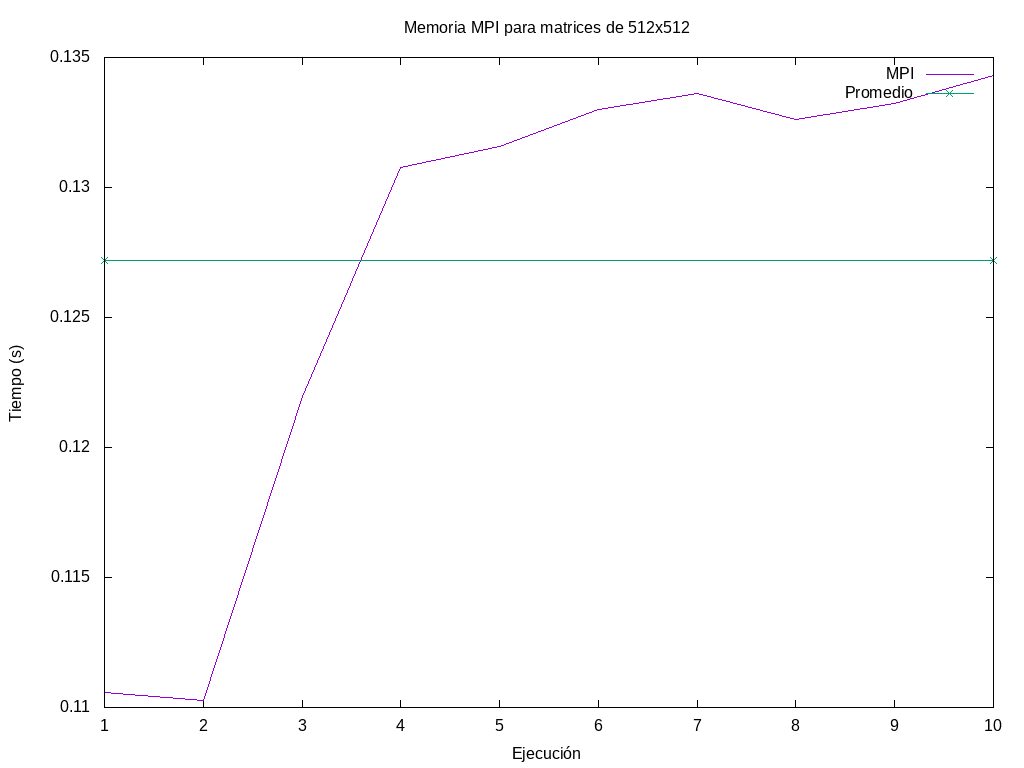 Memoria MPI para matrices de 512x512
MPI
Promedio
0.135
0.13
0.125
0.12
0.115
0.11
Tiempo (s)
1 2 3 4 5 6 7 8 9 10
Ejecución